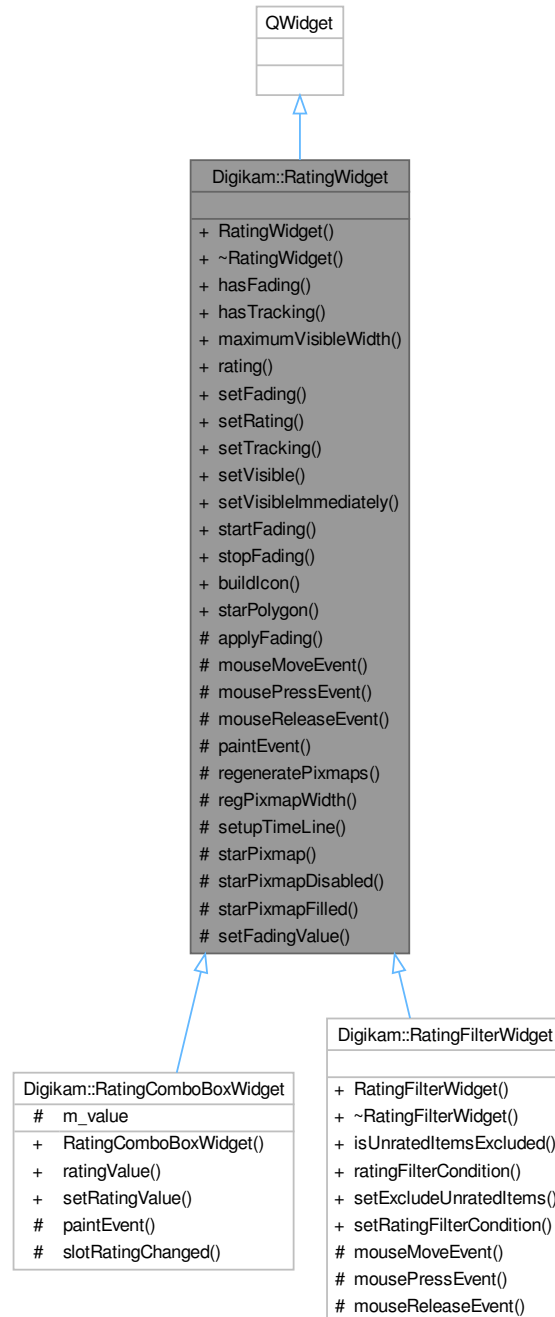 QWidget
Digikam::RatingWidget
+ RatingWidget()
+ ~RatingWidget()
+ hasFading()
+ hasTracking()
+ maximumVisibleWidth()
+ rating()
+ setFading()
+ setRating()
+ setTracking()
+ setVisible()
+ setVisibleImmediately()
+ startFading()
+ stopFading()
+ buildIcon()
+ starPolygon()
# applyFading()
# mouseMoveEvent()
# mousePressEvent()
# mouseReleaseEvent()
# paintEvent()
# regeneratePixmaps()
# regPixmapWidth()
# setupTimeLine()
# starPixmap()
# starPixmapDisabled()
# starPixmapFilled()
# setFadingValue()
Digikam::RatingComboBoxWidget
# m_value
+ RatingComboBoxWidget()
+ ratingValue()
+ setRatingValue()
# paintEvent()
# slotRatingChanged()
Digikam::RatingFilterWidget
+ RatingFilterWidget()
+ ~RatingFilterWidget()
+ isUnratedItemsExcluded()
+ ratingFilterCondition()
+ setExcludeUnratedItems()
+ setRatingFilterCondition()
# mouseMoveEvent()
# mousePressEvent()
# mouseReleaseEvent()